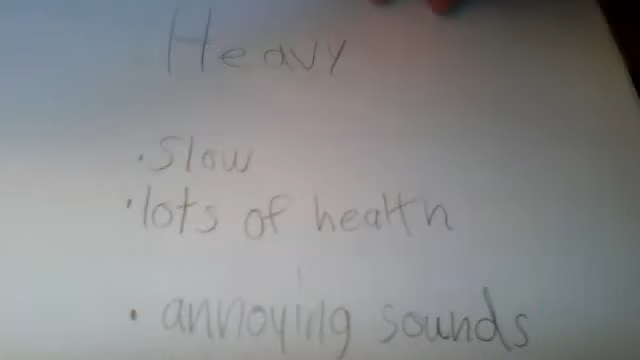 Heavy
• Slow
• lots of health
• annoying sounds